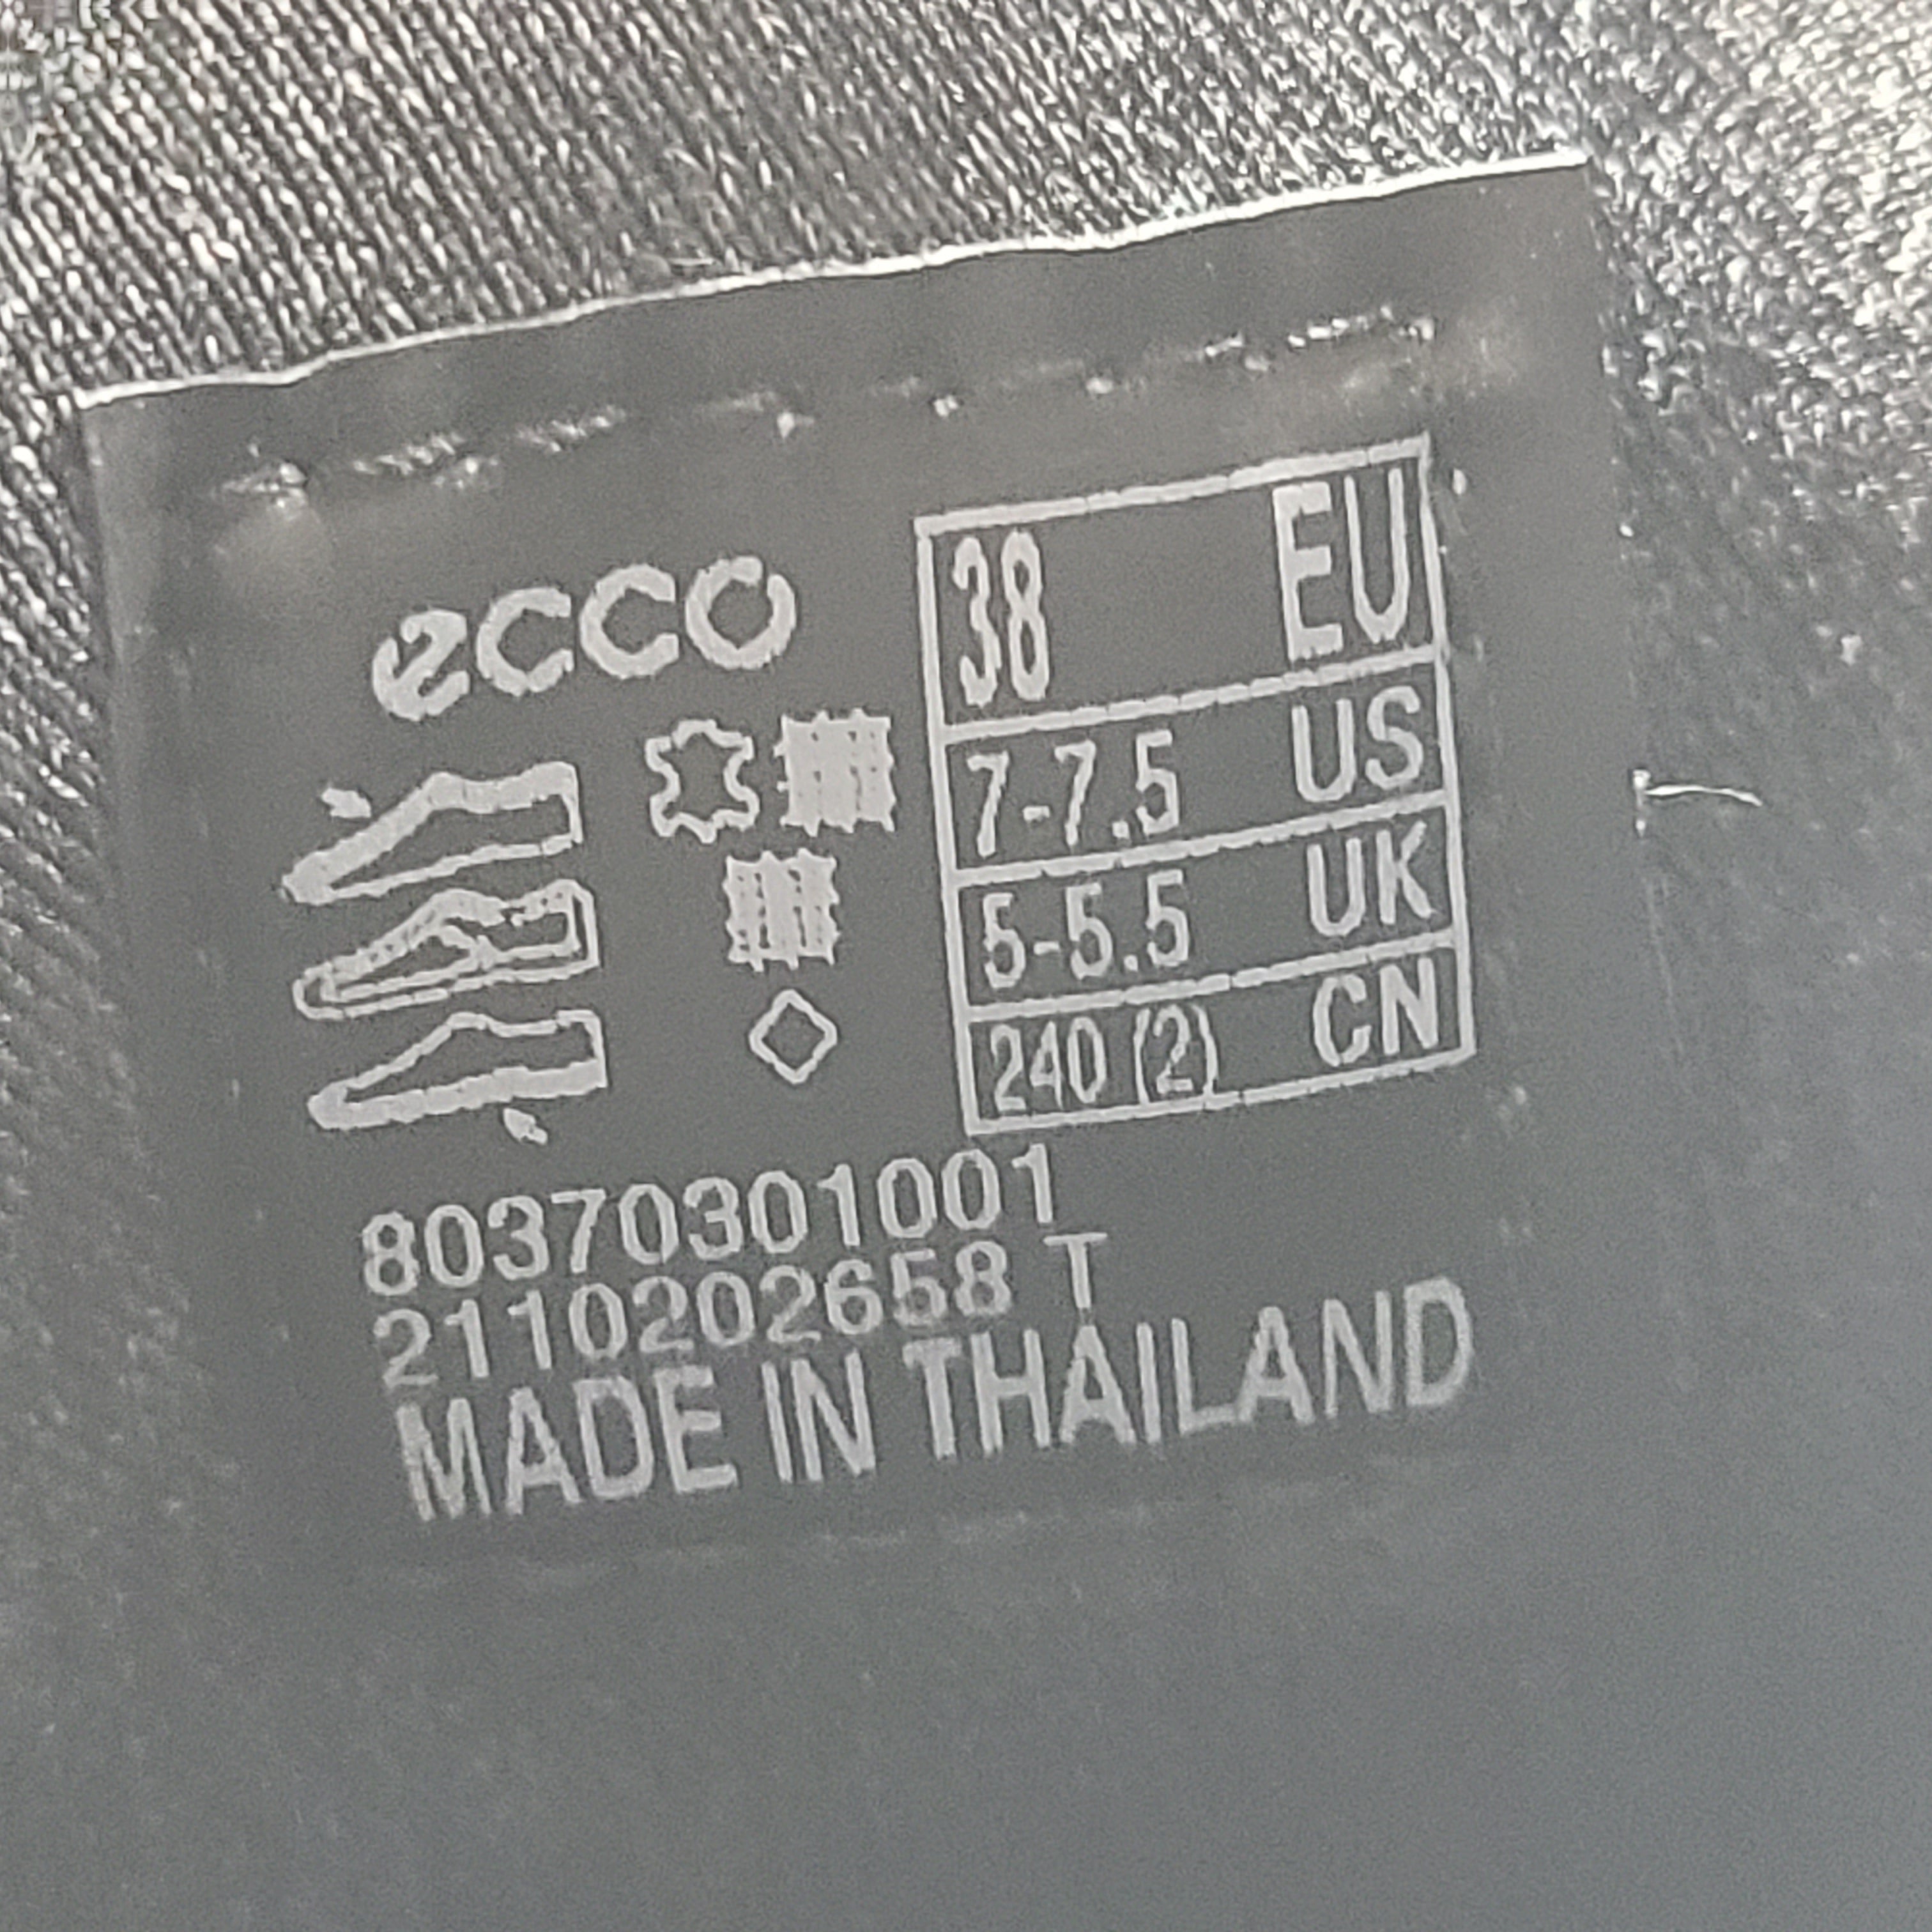 ecco
38 EU
7-7.5 US
5-5.5 UK
240 (2) CN
80370301001
2110202658 T
MADE IN THAILAND